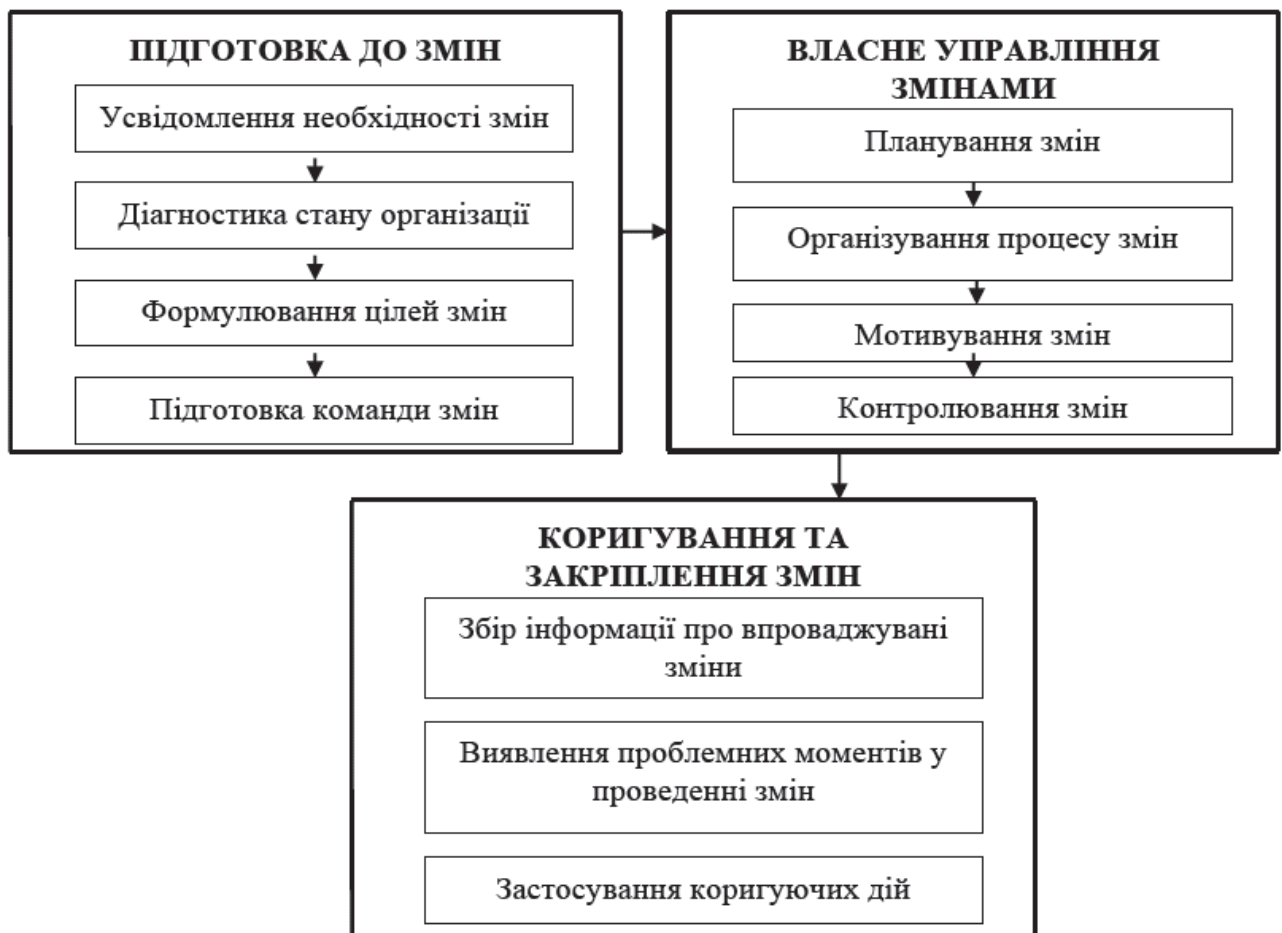 ПІДГОТОВКА ДО ЗМІН
Усвідомлення необхідності змін
Діагностика стану організації
Формулювання цілей змін
Підготовка команди змін
ВЛАСНЕ УПРАВЛІННЯ
ЗМІНАМИ
Планування змін
Організування процесу змін
Мотивування змін
Контролювання змін
КОРИГУВАННЯ ТА
ЗАКРІПЛЕННЯ ЗМІН
Збір інформації про впроваджувані
зміни
Виявлення проблемних моментів у
проведенні змін
Застосування коригуючих дій